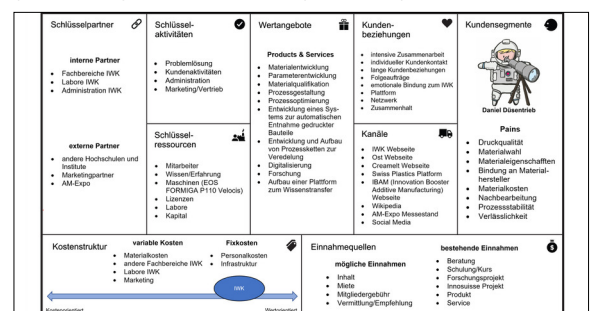 Schlüsselpartner
interne Partner
Fachbereiche IWK
Labore IWK
Administration IWK
externe Partner
andere Hochschulen und
Institute
Marketingpartner
AM-Expo
Schlüssel-
aktivitäten
Problemlösung
Kundenaktivitäten
Administration
Marketing/Vertrieb
Schlüssel-
ressourcen
Mitarbeiter
Wissen/Erfahrung
Maschinen (EOS
FORMIGA P110 Velocis)
Lizenzen
Labore
Kapital
Wertangebote
Products & Services
Materialentwicklung
Parameterentwicklung
Materialqualifikation
Prozessgestaltung
Prozessoptimierung
Entwicklung eines Sys-
tems zur automatischen
Entnahme gedruckter
Bauteile
Entwicklung und Aufbau
von Prozessketten zur
Veredelung
Digitalisierung
Forschung
Aufbau einer Plattform
zum Wissenstransfer
Kunden-
beziehungen
intensive Zusammenarbeit
individueller Kundenkontakt
lange Kundenbeziehungen
Folgeaufträge
emotionale Bindung zum IWK
Plattform
Netzwerk
Zusammenhalt
Kanäle
IWK Webseite
Ost Webseite
Creamelt Webseite
Swiss Plastics Platform
IBAM (Innovation Booster
Additive Manufacturing)
Webseite
Wikipedia
AM-Expo Messestand
Social Media
Kundensegmente
Daniel Düsentrieb
Pains
Druckqualität
Materialwahl
Materialeigenschafften
Bindung an Material-
hersteller
Materialkosten
Nachbearbeitung
Prozessstabilität
Verlässlichkeit
Kostenstruktur
variable Kosten
Materialkosten
andere Fachbereiche IWK
Labore IWK
Marketing
Fixkosten
Personalkosten
Infrastruktur
IWK
Kostenorientiert
Wertorientiert
Einnahmequellen
mögliche Einnahmen
Inhalt
Miete
Mitgliedergebühr
Vermittlung/Empfehlung
bestehende Einnahmen
Beratung
Schulung/Kurs
Forschungsprojekt
Innosuisse Projekt
Produkt
Service